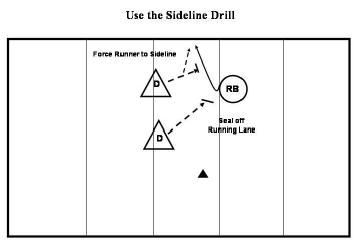 Use the Sideline Drill
Force Runner to Sideline
D
RB
Seal off
Running Lane
D